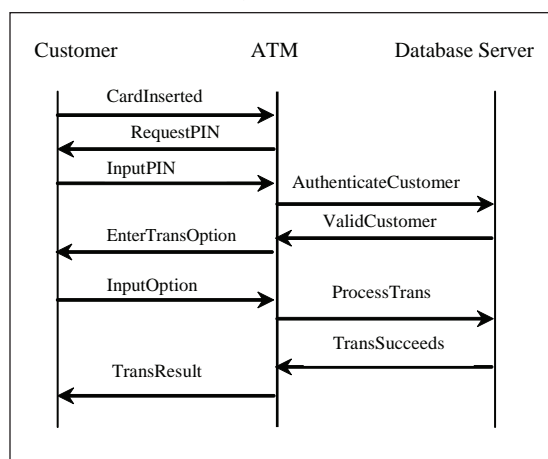 Customer ATM Database Server
CardInserted
RequestPIN
InputPIN
AuthenticateCustomer
ValidCustomer
EnterTransOption
InputOption
ProcessTrans
TransSucceeds
TransResult